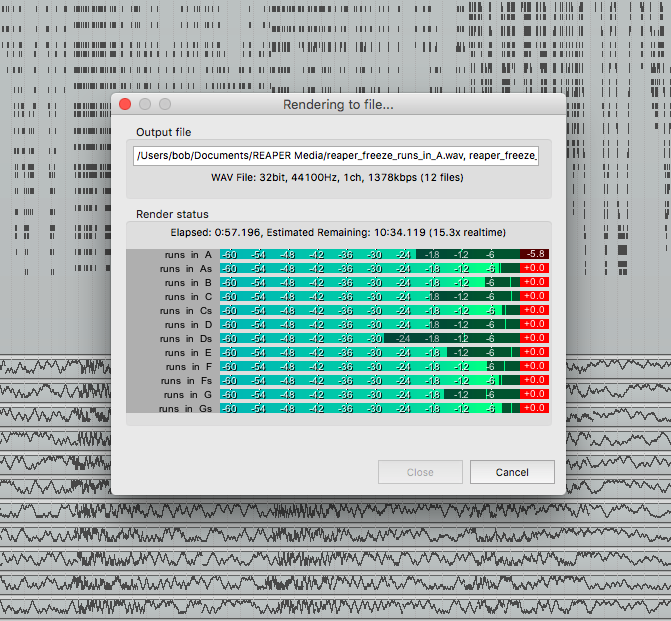 Rendering to file...
Output file
/Users/bob/Documents/REAPER Media/reaper_freeze_runs_in_A.wav, reaper_freeze_
WAV File: 32bit, 44100Hz, 1ch, 1378kbps (12 files)
Render status
Elapsed: 0:57.196, Estimated Remaining: 10:34.119 (15.3x realtime)
runs in A -60 -54 -48 -42 -36 -30 -24 -18 -12 -6 -5.8
runs in As -60 -54 -48 -42 -36 -30 -24 -18 -12 -6 +0.0
runs in B -60 -54 -48 -42 -36 -30 -24 -18 -12 -6 +0.0
runs in C -60 -54 -48 -42 -36 -30 -24 -18 -12 -6 +0.0
runs in Cs -60 -54 -48 -42 -36 -30 -24 -18 -12 -6 +0.0
runs in D -60 -54 -48 -42 -36 -30 -24 -18 -12 -6 +0.0
runs in Ds -60 -54 -48 -42 -36 -30 -24 -18 -12 -6 +0.0
runs in E -60 -54 -48 -42 -36 -30 -24 -18 -12 -6 +0.0
runs in F -60 -54 -48 -42 -36 -30 -24 -18 -12 -6 +0.0
runs in Fs -60 -54 -48 -42 -36 -30 -24 -18 -12 -6 +0.0
runs in G -60 -54 -48 -42 -36 -30 -24 -18 -12 -6 +0.0
runs in Gs -60 -54 -48 -42 -36 -30 -24 -18 -12 -6 +0.0
Close Cancel